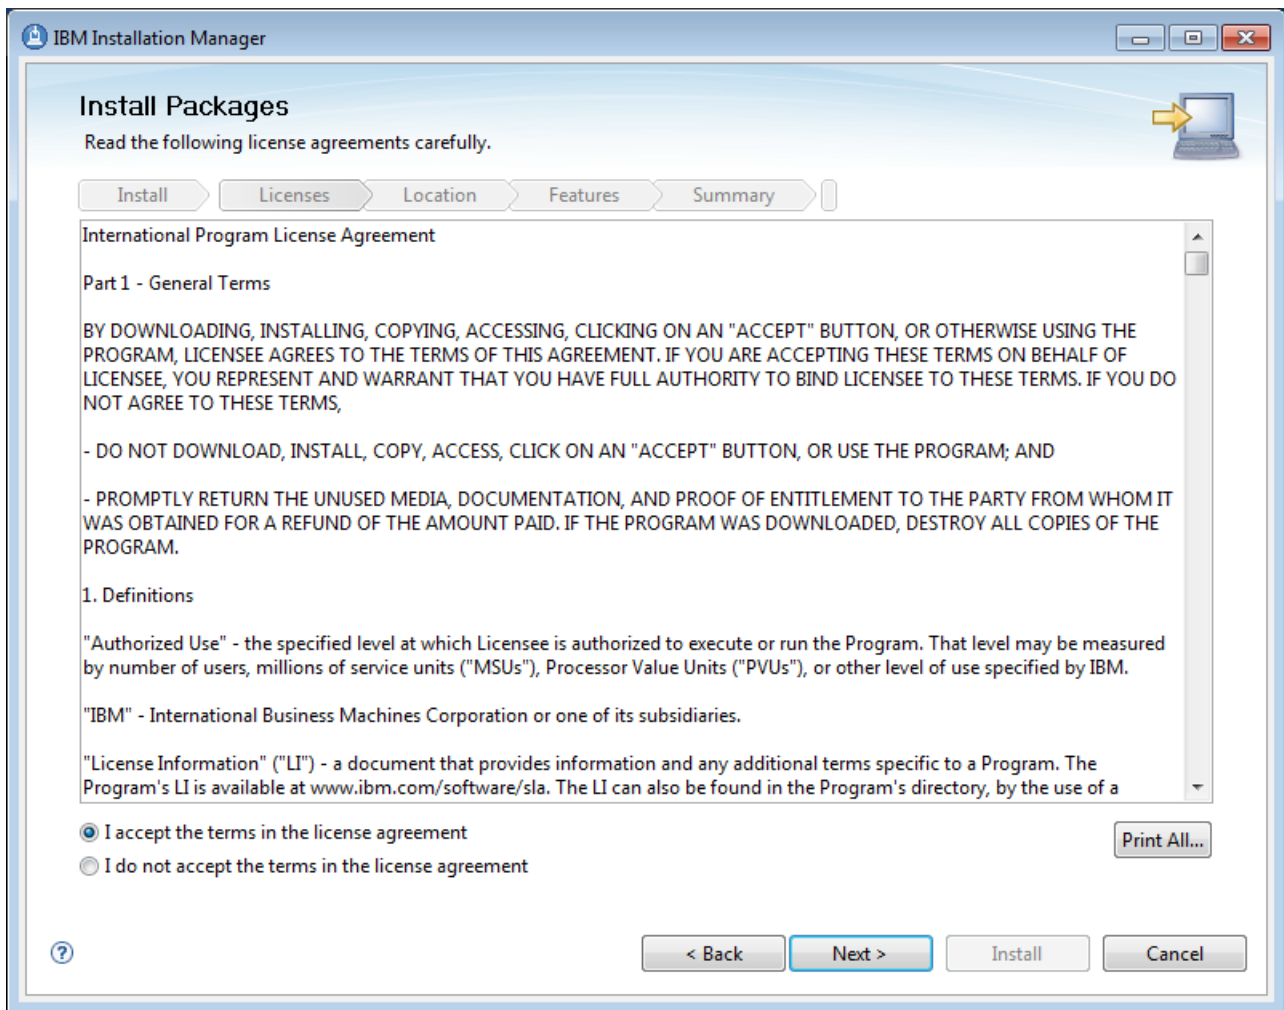 IBM Installation Manager
Install Packages
Read the following license agreements carefully.
Install
Licenses
Location
Features
Summary
International Program License Agreement
Part 1 - General Terms
BY DOWNLOADING, INSTALLING, COPYING, ACCESSING, CLICKING ON AN "ACCEPT" BUTTON, OR OTHERWISE USING THE
PROGRAM, LICENSEE AGREES TO THE TERMS OF THIS AGREEMENT. IF YOU ARE ACCEPTING THESE TERMS ON BEHALF OF
LICENSEE, YOU REPRESENT AND WARRANT THAT YOU HAVE FULL AUTHORITY TO BIND LICENSEE TO THESE TERMS. IF YOU DO
NOT AGREE TO THESE TERMS,
- DO NOT DOWNLOAD, INSTALL, COPY, ACCESS, CLICK ON AN "ACCEPT" BUTTON, OR USE THE PROGRAM; AND
- PROMPTLY RETURN THE UNUSED MEDIA, DOCUMENTATION, AND PROOF OF ENTITLEMENT TO THE PARTY FROM WHOM IT
WAS OBTAINED FOR A REFUND OF THE AMOUNT PAID. IF THE PROGRAM WAS DOWNLOADED, DESTROY ALL COPIES OF THE
PROGRAM.
1. Definitions
"Authorized Use" - the specified level at which Licensee is authorized to execute or run the Program. That level may be measured
by number of users, millions of service units ("MSUs"), Processor Value Units ("PVUs"), or other level of use specified by IBM.
"IBM" - International Business Machines Corporation or one of its subsidiaries.
"License Information" ("LI") - a document that provides information and any additional terms specific to a Program. The
Program's LI is available at www.ibm.com/software/sla. The LI can also be found in the Program's directory, by the use of a
I accept the terms in the license agreement
Print All...
I do not accept the terms in the license agreement
?
< Back
Next >
Install
Cancel